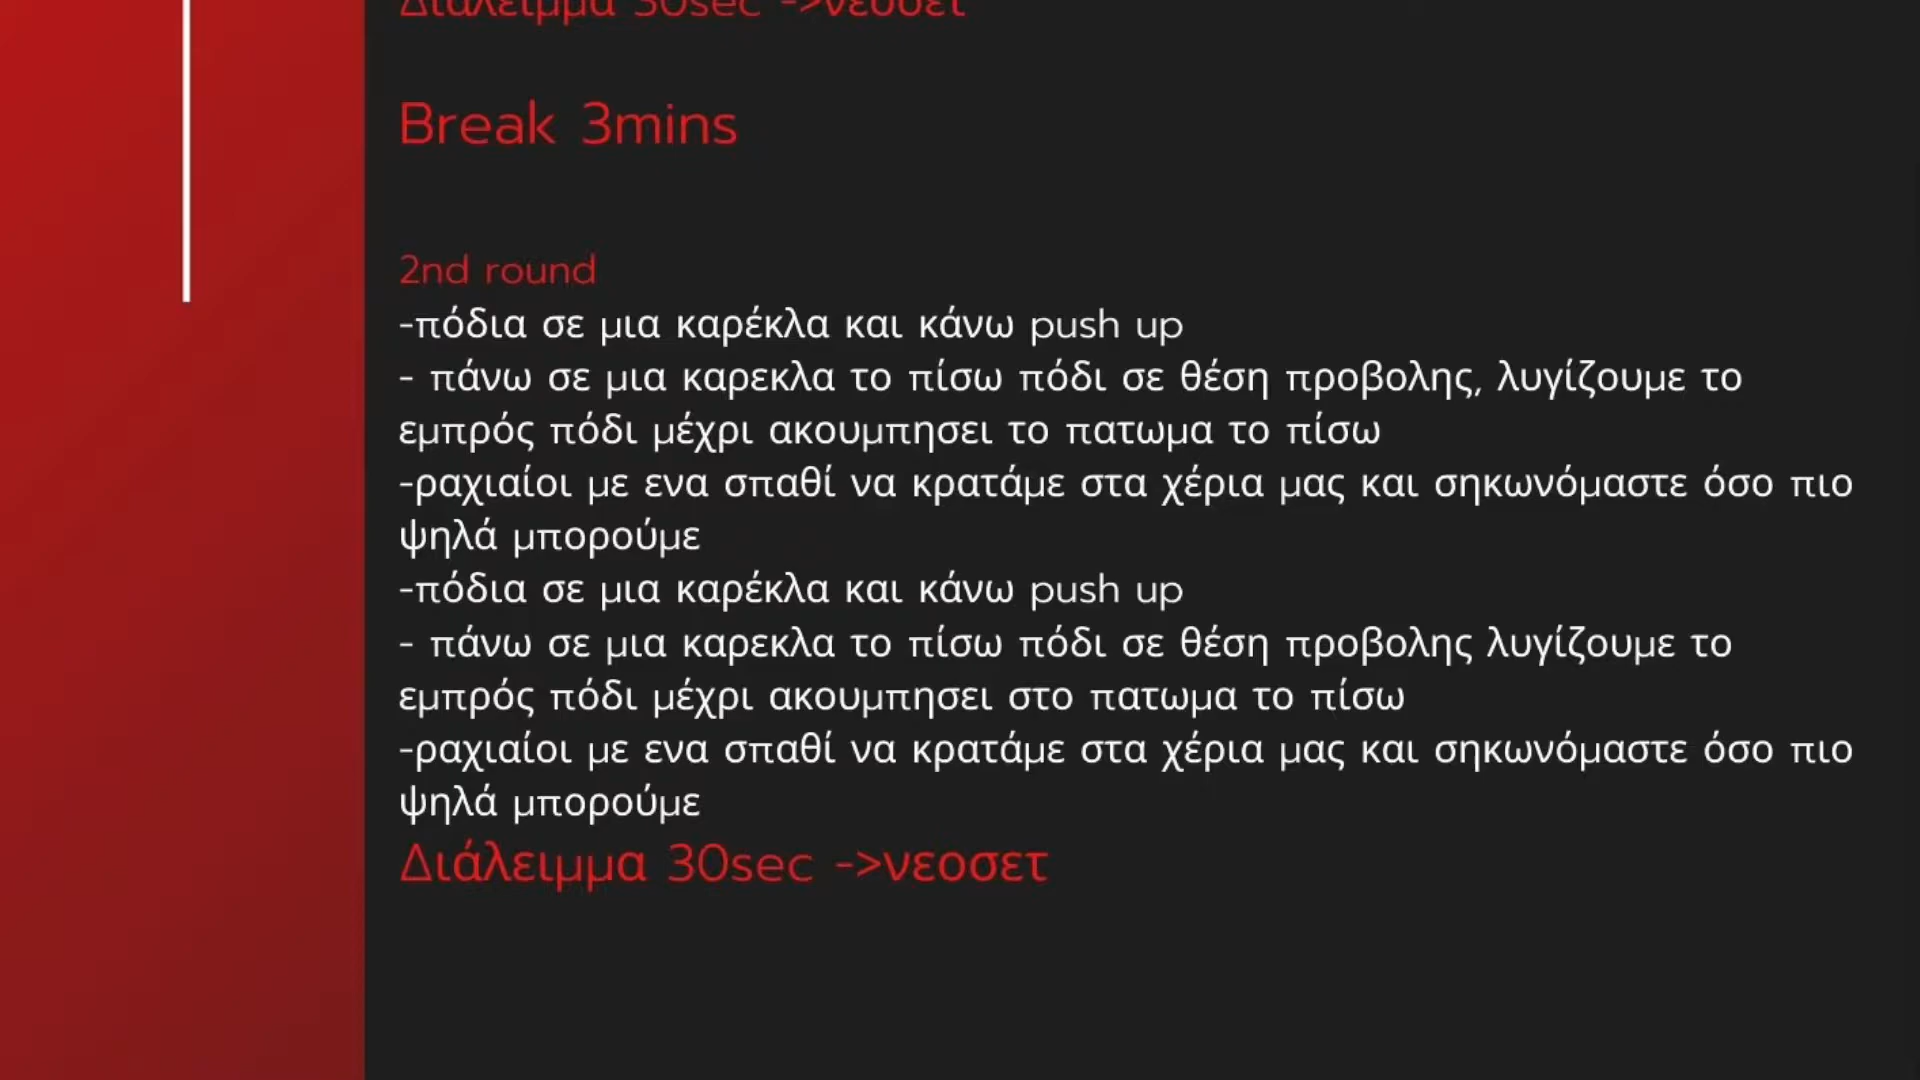 Διάλειμμα 30sec ->νεοσετ
Break 3mins
2nd round
-πόδια σε μια καρέκλα και κάνω push up
- πάνω σε μια καρεκλα το πίσω πόδι σε θέση προβολης, λυγίζουμε το
εμπρός πόδι μέχρι ακουμπησει το πατωμα το πίσω
-ραχιαίοι με ενα σπαθί να κρατάμε στα χέρια μας και σηκωνόμαστε όσο πιο
ψηλά μπορούμε
-πόδια σε μια καρέκλα και κάνω push up
- πάνω σε μια καρεκλα το πίσω πόδι σε θέση προβολης λυγίζουμε το
εμπρός πόδι μέχρι ακουμπησει στο πατωμα το πίσω
-ραχιαίοι με ενα σπαθί να κρατάμε στα χέρια μας και σηκωνόμαστε όσο πιο
ψηλά μπορούμε
Διάλειμμα 30sec ->νεοσετ